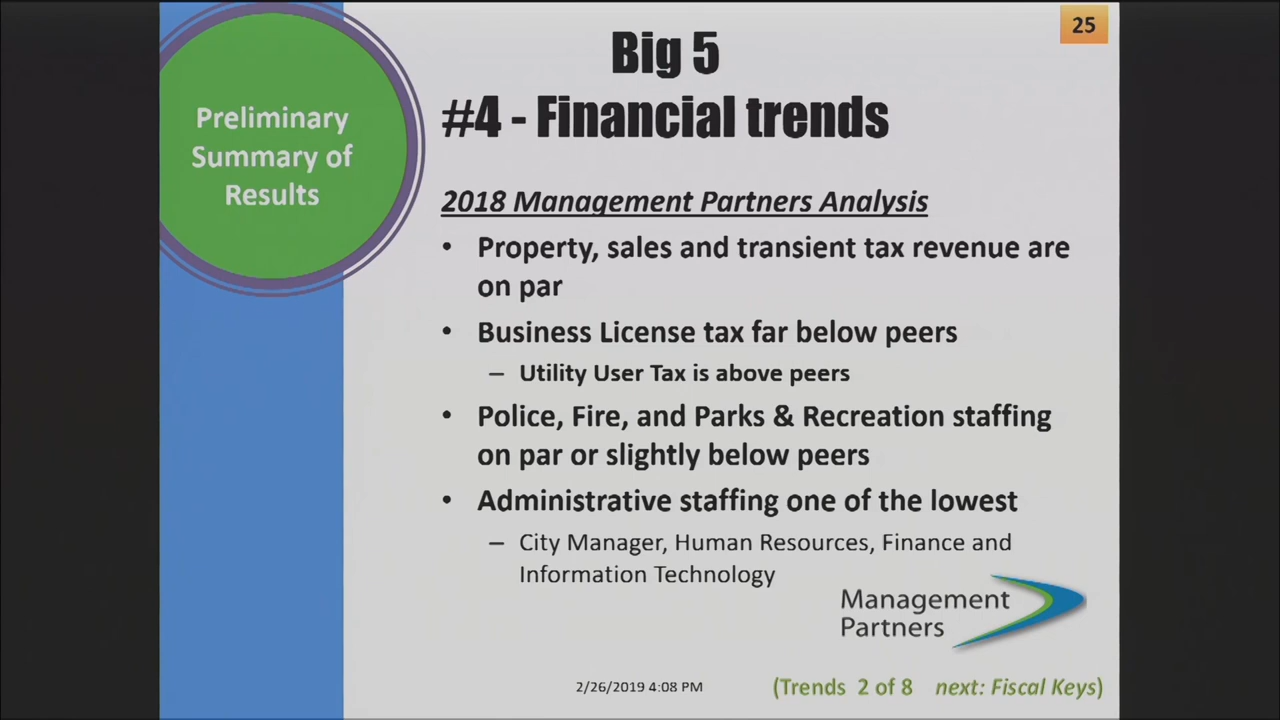 25
Big 5
#4 - Financial trends
Preliminary
Summary of
Results
2018 Management Partners Analysis
• Property, sales and transient tax revenue are
on par
• Business License tax far below peers
– Utility User Tax is above peers
• Police, Fire, and Parks & Recreation staffing
on par or slightly below peers
• Administrative staffing one of the lowest
– City Manager, Human Resources, Finance and
Information Technology
Management
Partners
2/26/2019 4:08 PM
(Trends 2 of 8 next: Fiscal Keys)